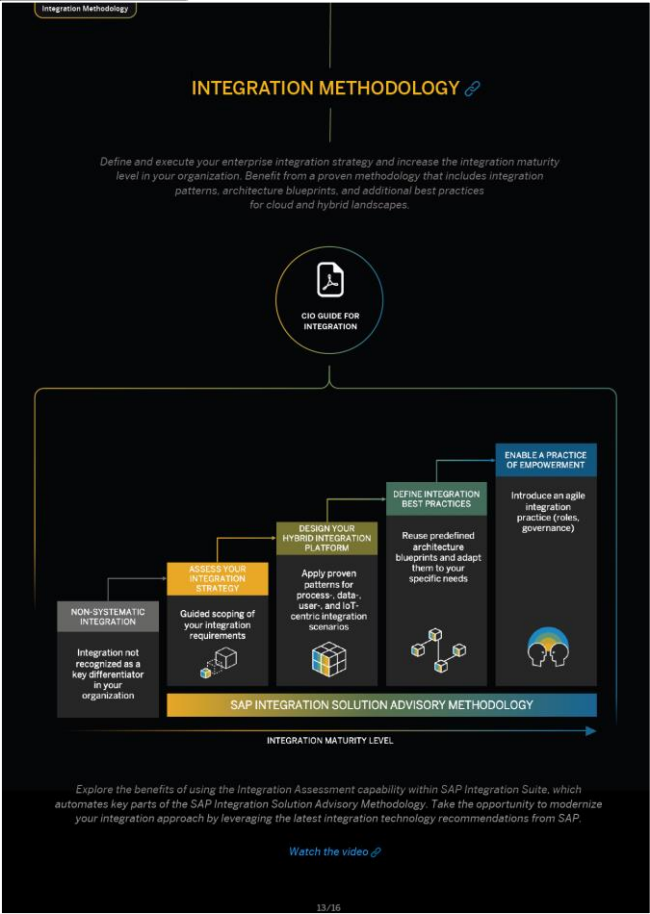 Integration Methodology
INTEGRATION METHODOLOGY
Define and execute your enterprise integration strategy and increase the integration maturity
level in your organization. Benefit from a proven methodology that includes integration
patterns, architecture blueprints, and additional best practices
for cloud and hybrid landscapes.
CIO GUIDE FOR
INTEGRATION
NON-SYSTEMATIC
INTEGRATION
Integration not
recognized as a
key differentiator
in your
organization
ASSESS YOUR
INTEGRATION
STRATEGY
Guided scoping of
your integration
requirements
DESIGN YOUR
HYBRID INTEGRATION
PLATFORM
Apply proven
patterns for
process-, data-,
user-, and IoT-
centric integration
scenarios
DEFINE INTEGRATION
BEST PRACTICES
Reuse predefined
architecture
blueprints and adapt
them to your
specific needs
ENABLE A PRACTICE
OF EMPOWERMENT
Introduce an agile
integration
practice (roles,
governance)
SAP INTEGRATION SOLUTION ADVISORY METHODOLOGY
INTEGRATION MATURITY LEVEL
Explore the benefits of using the Integration Assessment capability within SAP Integration Suite, which
automates key parts of the SAP Integration Solution Advisory Methodology. Take the opportunity to modernize
your integration approach by leveraging the latest integration technology recommendations from SAP.
Watch the video
13/16